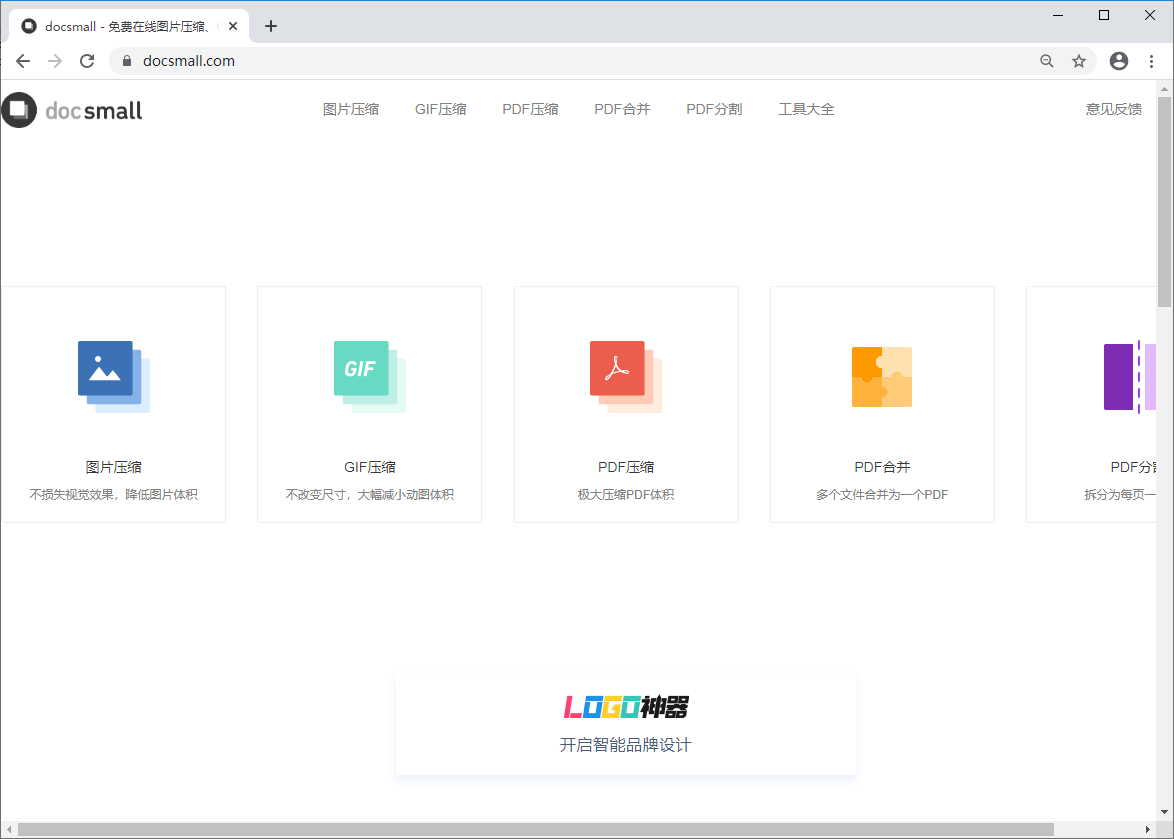 docsmall - 免费在线图片压缩、
docsmall.com
docsmall
图片压缩 GIF压缩 PDF压缩 PDF合并 PDF分割 工具大全 意见反馈
GIF
图片压缩 GIF压缩 PDF压缩 PDF合并 PDF分
不损失视觉效果，降低图片体积 不改变尺寸，大幅减小动图体积 极大压缩PDF体积 多个文件合并为一个PDF 拆分为每页一
LOGO神器
开启智能品牌设计